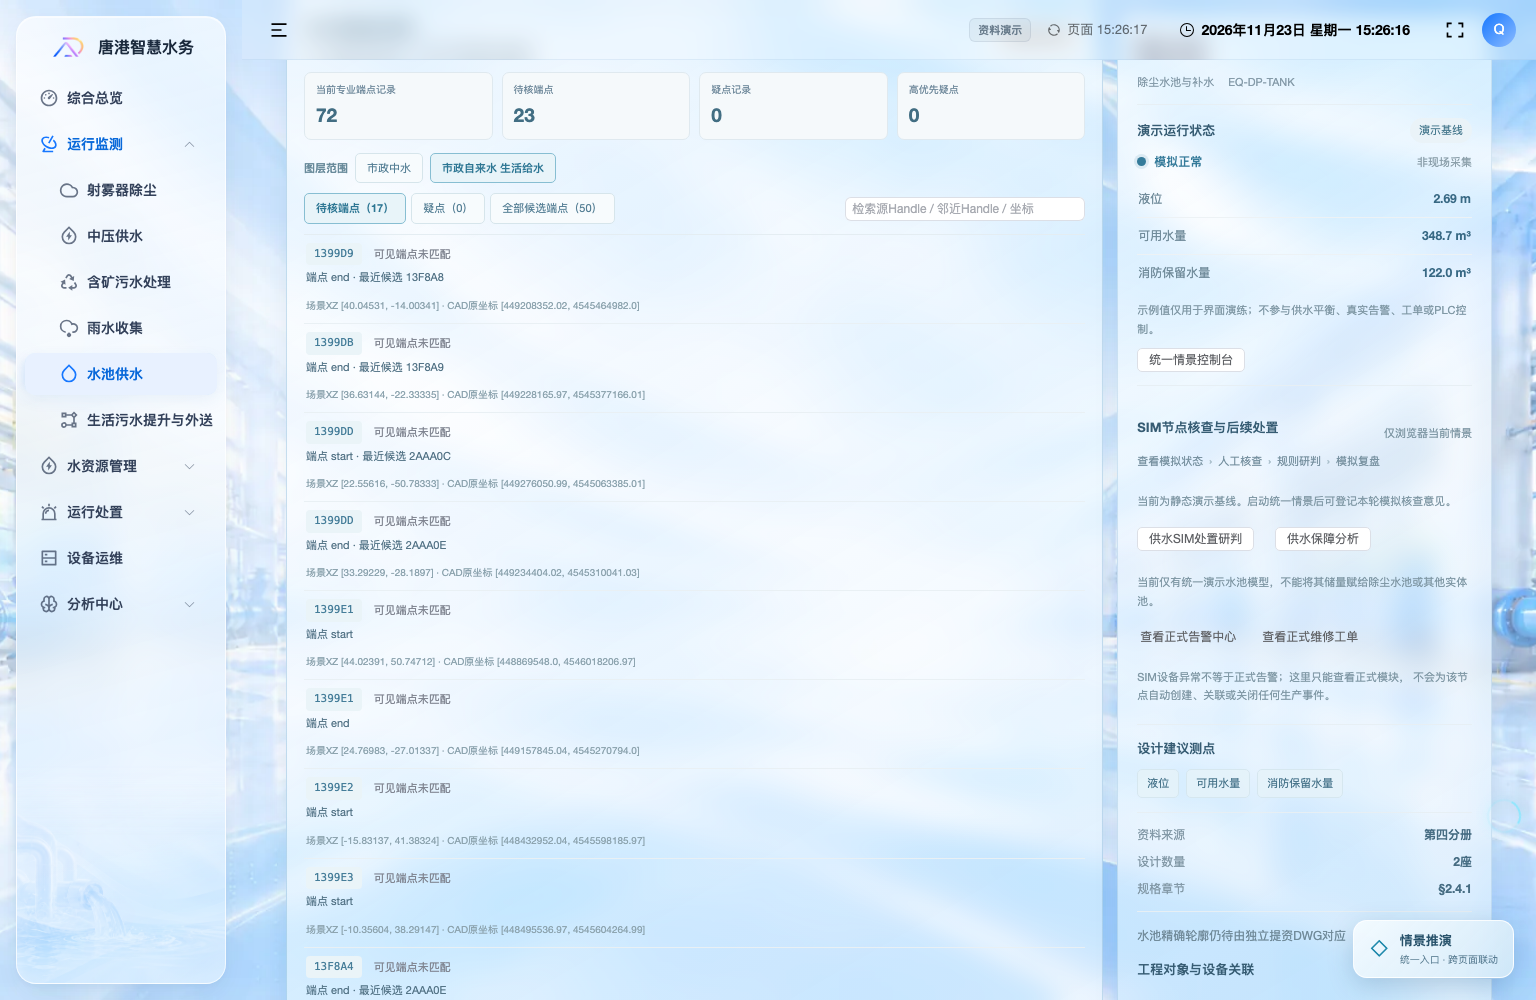 唐港智慧水务
综合总览
运行监测
射雾器除尘
中压供水
含矿污水处理
雨水收集
水池供水
生活污水提升与外送
水资源管理
运行处置
设备运维
分析中心
资料演示
页面 15:26:17
2026年11月23日 星期一 15:26:16
Q
当前专业端点记录
72
待核端点
23
疑点记录
0
高优先疑点
0
图层范围
市政中水
市政自来水 生活给水
待核端点（17）
疑点（0）
全部候选端点（50）
检索源Handle / 邻近Handle / 坐标
1399D9 可见端点未匹配
端点 end · 最近候选 13F8A8
场景XZ [40.04531, -14.00341] · CAD原坐标 [449208352.02, 4545464982.0]
1399DB 可见端点未匹配
端点 end · 最近候选 13F8A9
场景XZ [36.63144, -22.33335] · CAD原坐标 [449228165.97, 4545377166.01]
1399DD 可见端点未匹配
端点 start · 最近候选 2AAA0C
场景XZ [22.55616, -50.78333] · CAD原坐标 [449276050.99, 4545063385.01]
1399DD 可见端点未匹配
端点 end · 最近候选 2AAA0E
场景XZ [33.29229, -28.1897] · CAD原坐标 [449234404.02, 4545310041.03]
1399E1 可见端点未匹配
端点 start
场景XZ [44.02391, 50.74712] · CAD原坐标 [448869548.0, 4546018206.97]
1399E1 可见端点未匹配
端点 end
场景XZ [24.76983, -27.01337] · CAD原坐标 [449157845.04, 4545270794.0]
1399E2 可见端点未匹配
端点 start
场景XZ [-15.83137, 41.38324] · CAD原坐标 [448432952.04, 4545598185.97]
1399E3 可见端点未匹配
端点 start
场景XZ [-10.35604, 38.29147] · CAD原坐标 [448495536.97, 4545604264.99]
13F8A4 可见端点未匹配
端点 end · 最近候选 2AAA0E
除尘水池与补水 EQ-DP-TANK
演示运行状态
演示基线
模拟正常
非现场采集
液位
2.69 m
可用水量
348.7 m³
消防保留水量
122.0 m³
示例值仅用于界面演练；不参与供水平衡、真实告警、工单或PLC控
制。
统一情景控制台
SIM节点核查与后续处置
仅浏览器当前情景
查看模拟状态 › 人工核查 › 规则研判 › 模拟复盘
当前为静态演示基线。启动统一情景后可登记本轮模拟核查意见。
供水SIM处置研判
供水保障分析
当前仅有统一演示水池模型，不能将其储量赋给除尘水池或其他实体
池。
查看正式告警中心
查看正式维修工单
SIM设备异常不等于正式告警；这里只能查看正式模块， 不会为该节
点自动创建、关联或关闭任何生产事件。
设计建议测点
液位
可用水量
消防保留水量
资料来源
第四分册
设计数量
2座
规格章节
§2.4.1
水池精确轮廓仍待由独立提资DWG对应
工程对象与设备关联
情景推演
统一入口 · 跨页面联动